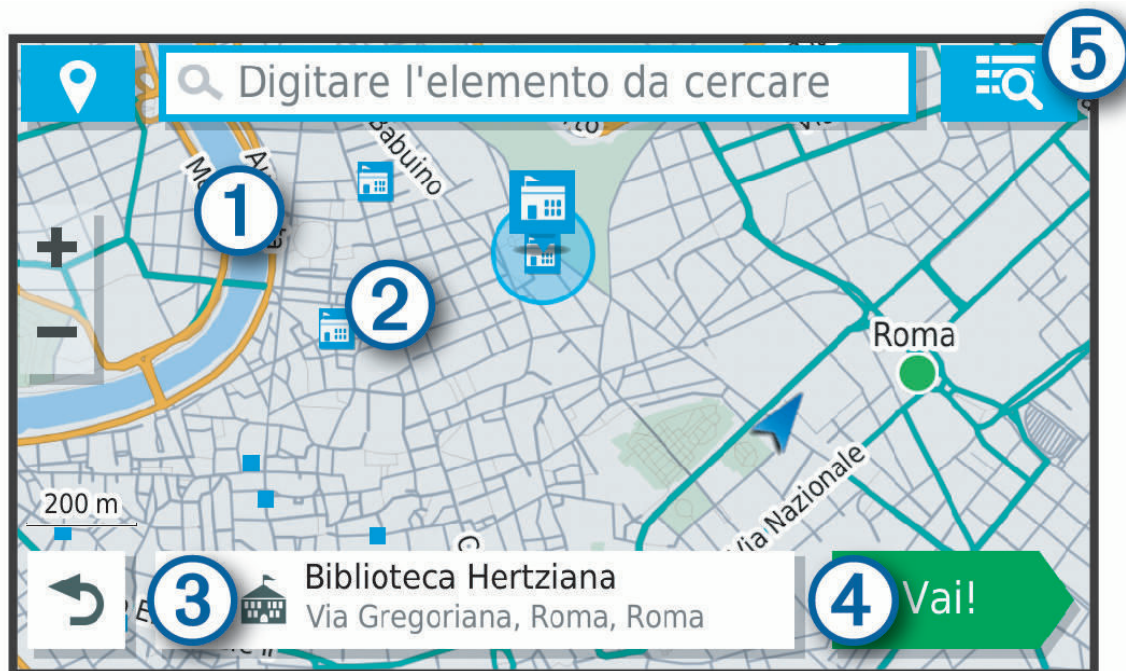 5
Digitare l'elemento da cercare
Babuino
1
2
Roma
200 m
Via Nazionale
3
Biblioteca Hertziana
Via Gregoriana, Roma, Roma
4
Vai!